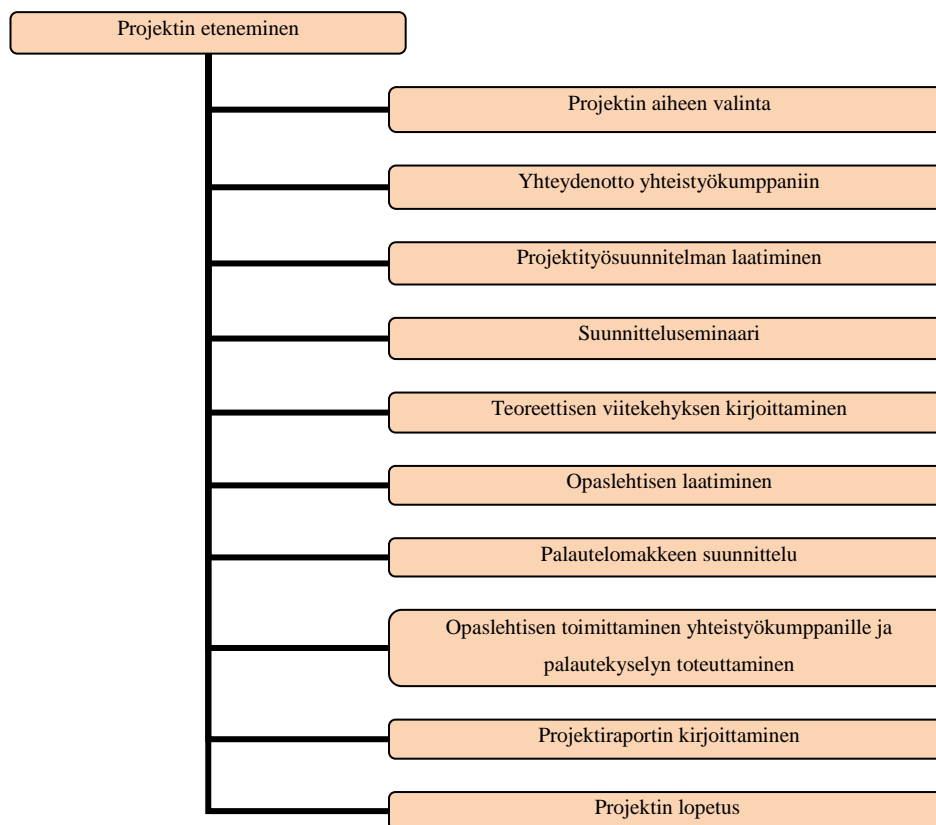 Projektin eteneminen
Projektin aiheen valinta
Yhteydenotto yhteistyökumppaniin
Projektityösuunnitelman laatiminen
Suunnitteluseminaari
Teoreettisen viitekehyksen kirjoittaminen
Opaslehtisen laatiminen
Palautelomakkeen suunnittelu
Opaslehtisen toimittaminen yhteistyökumppanille ja
palautekyselyn toteuttaminen
Projektiraportin kirjoittaminen
Projektin lopetus